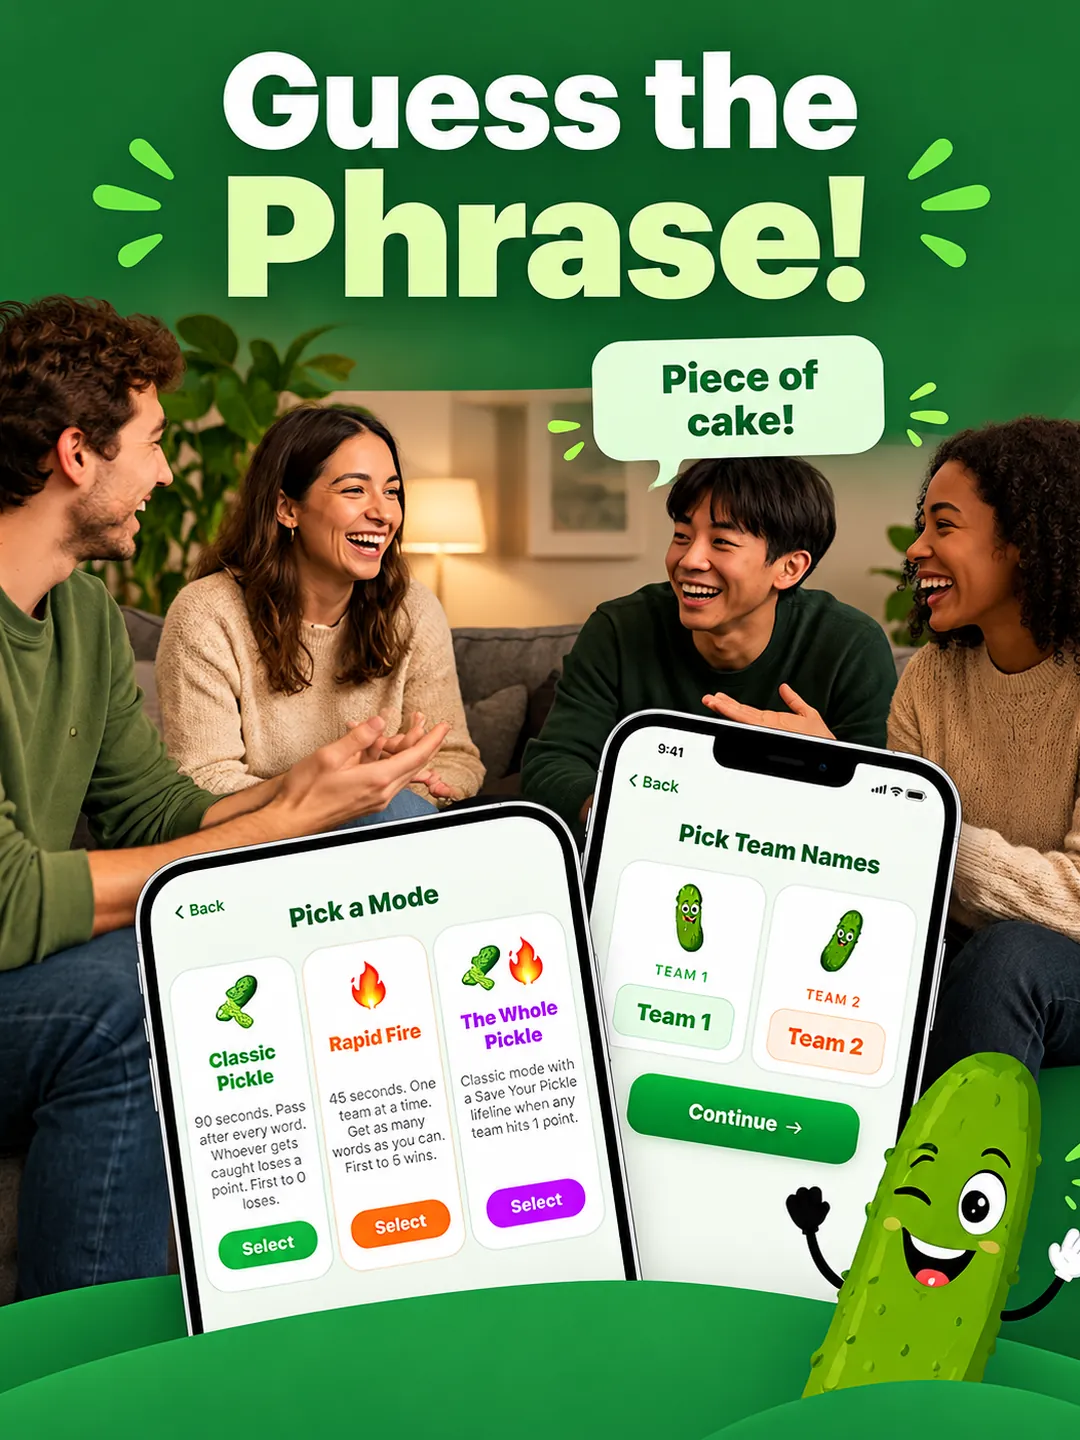 Guess the
Phrase!
Piece of
cake!
< Back
Pick a Mode
Classic
Pickle
90 seconds. Pass
after every word.
Whoever gets
caught loses a
point. First to 0
loses.
Select
Rapid Fire
45 seconds. One
team at a time.
Get as many
words as you can.
First to 5 wins.
Select
The Whole
Pickle
Classic mode with
a Save Your Pickle
lifeline when any
team hits 1 point.
Select
9:41
< Back
Pick Team Names
TEAM 1
Team 1
TEAM 2
Team 2
Continue →